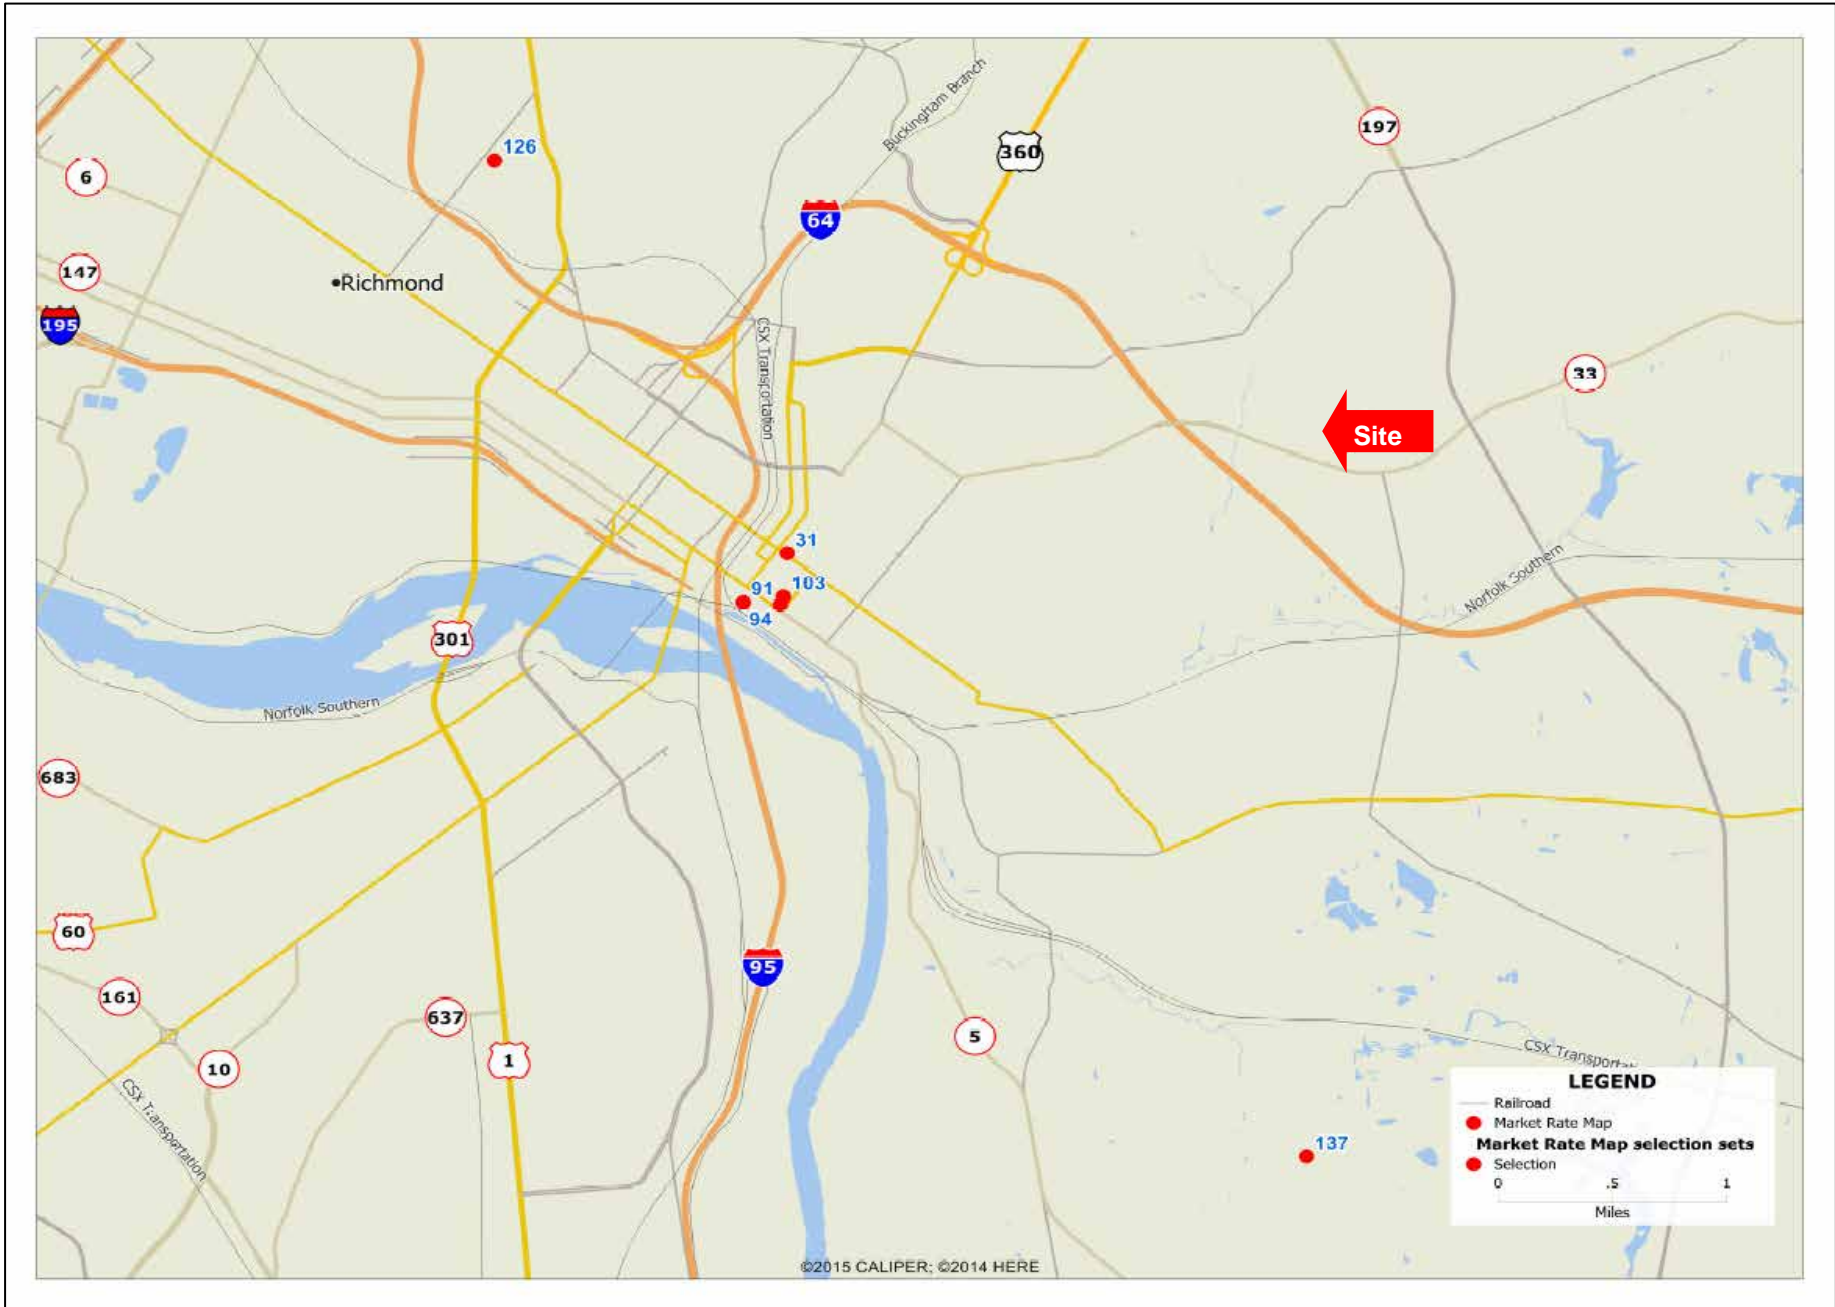 Buckingham Branch
197
126
360
6
64
147
Richmond
195
CSX Transportation
33
Site
31
91
103
94
Norfolk Southern
301
Norfolk Southern
683
60
95
161
637
5
1
10
CSX Transportation
CSX Transportat
LEGEND
Railroad
Market Rate Map
Market Rate Map selection sets
Selection
0 .5 1
Miles
137
©2015 CALIPER; ©2014 HERE